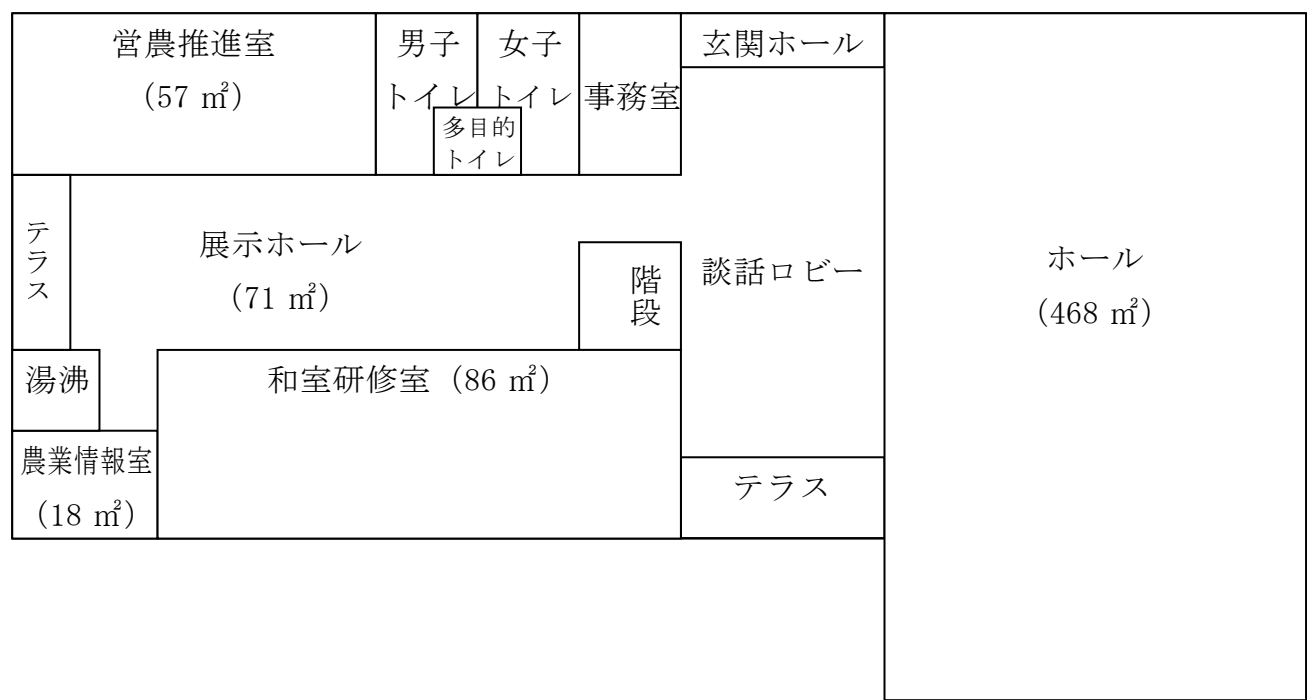 営農推進室
(57 ㎡)
男子
トイレ
女子
トイレ
多目的
トイレ
事務室
玄関ホール
テラス
展示ホール
(71 ㎡)
階段
談話ロビー
ホール
(468 ㎡)
湯沸
和室研修室 (86 ㎡)
農業情報室
(18 ㎡)
テラス